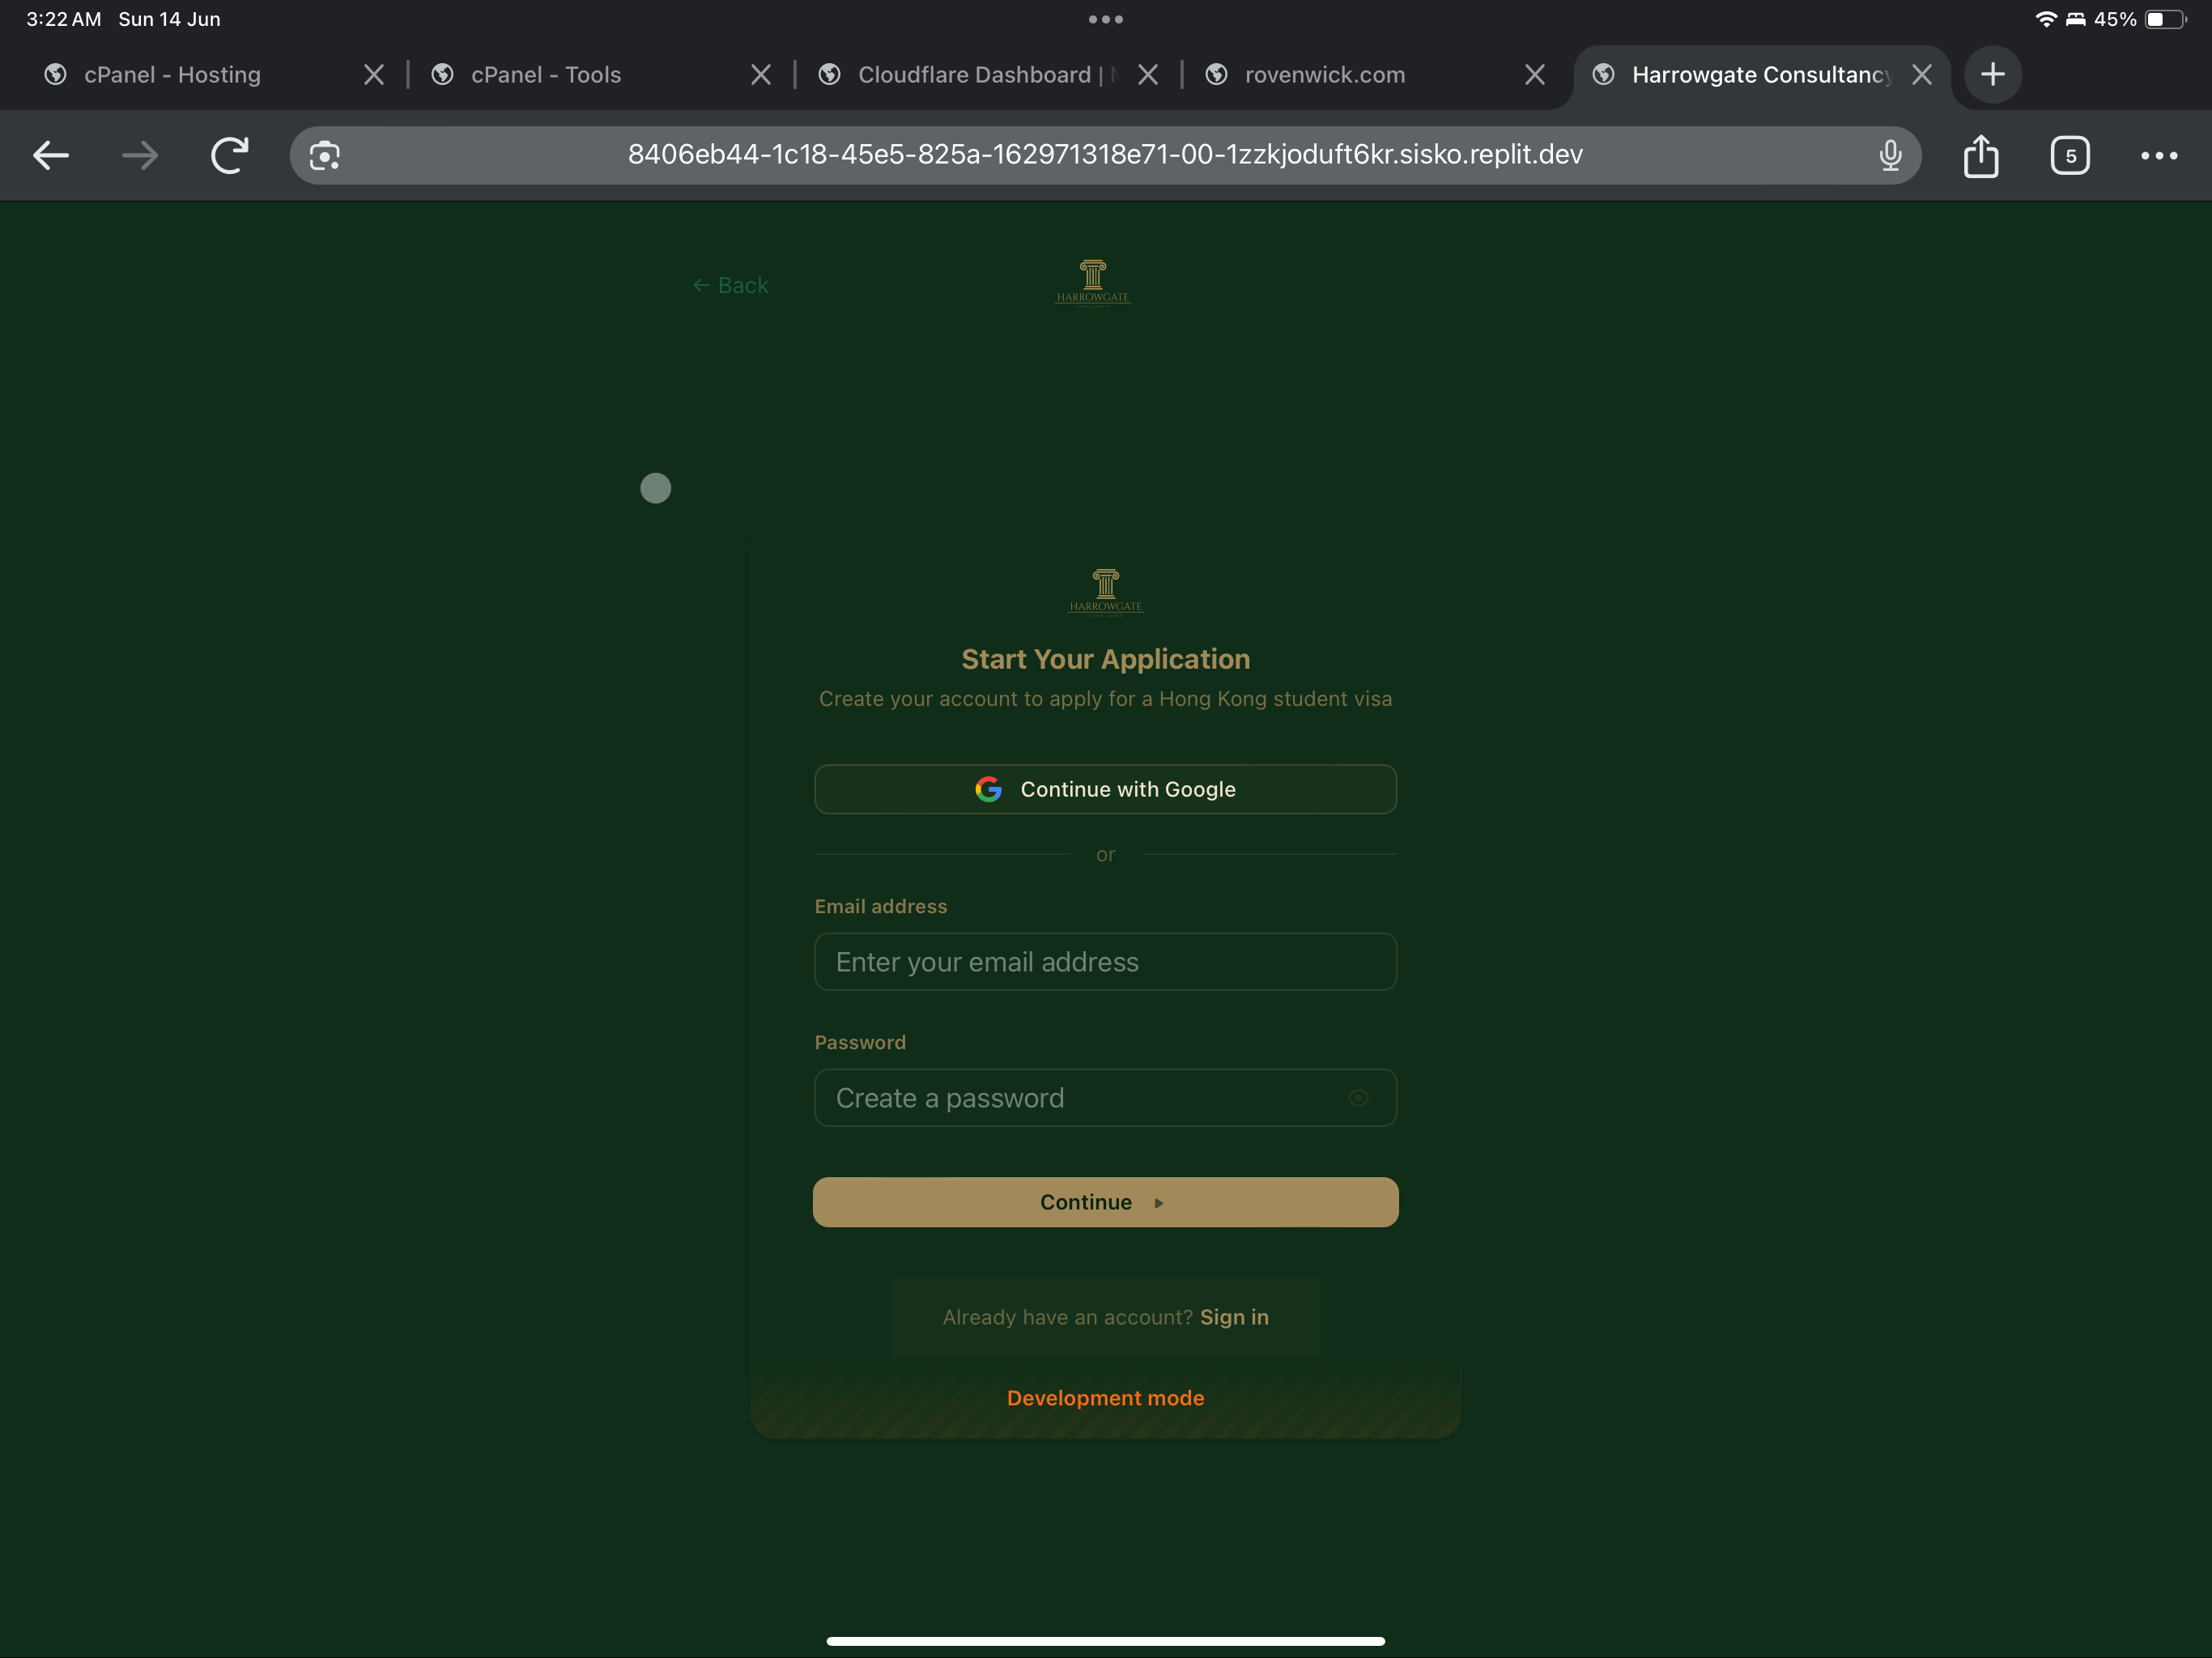 3:22 AM Sun 14 Jun
45%
cPanel - Hosting
cPanel - Tools
Cloudflare Dashboard |
rovenwick.com
Harrowgate Consultancy
8406eb44-1c18-45e5-825a-162971318e71-00-1zzkjoduft6kr.sisko.replit.dev
5
← Back
HARROWGATE
HARROWGATE
Start Your Application
Create your account to apply for a Hong Kong student visa
Continue with Google
or
Email address
Enter your email address
Password
Create a password
Continue
Already have an account? Sign in
Development mode